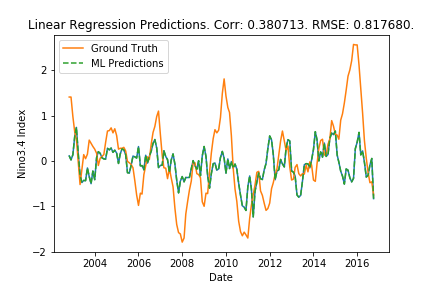 Linear Regression Predictions. Corr: 0.380713. RMSE: 0.817680.
Ground Truth
ML Predictions
Nino3.4 Index
2
1
0
−1
−2
2004
2006
2008
2010
2012
2014
2016
Date